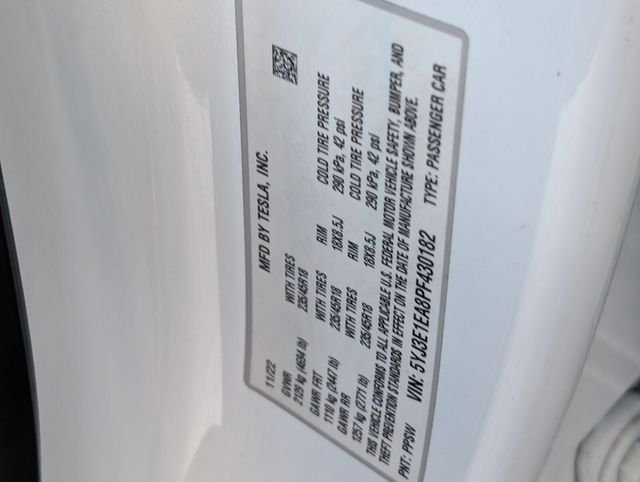 MFD BY TESLA, INC.
11/22
GVWR WITH TIRES RIM COLD TIRE PRESSURE
2129 kg (4694 lb) 235/45R18 18X8.5J 290 kPa, 42 psi
GAWR FRT WITH TIRES RIM COLD TIRE PRESSURE
1110 kg (2447 lb) 235/45R18 18X8.5J 290 kPa, 42 psi
GAWR RR WITH TIRES
1257 kg (2771 lb) 235/45R18
THIS VEHICLE CONFORMS TO ALL APPLICABLE U.S. FEDERAL MOTOR VEHICLE SAFETY, BUMPER, AND
THEFT PREVENTION STANDARDS IN EFFECT ON THE DATE OF MANUFACTURE SHOWN ABOVE.
PNT: PPSW VIN: 5YJ3E1EA8PF430182 TYPE: PASSENGER CAR